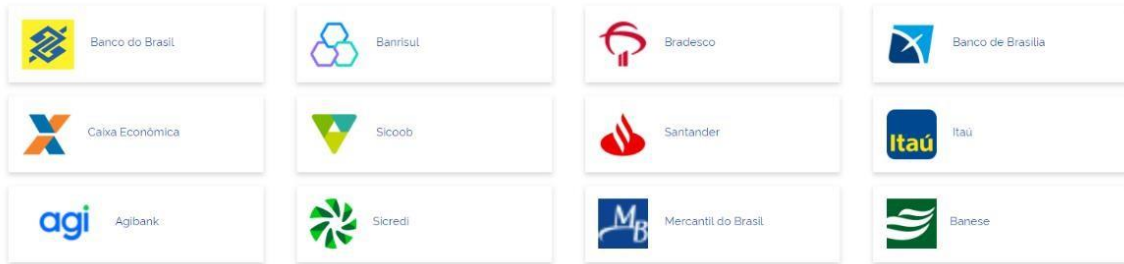 Banco do Brasil
Banrisul
Bradesco
Banco de Brasília
Caixa Econômica
Sicoob
Santander
Itaú
Itaú
agi
Agibank
Sicredi
MB
Mercantil do Brasil
Banese